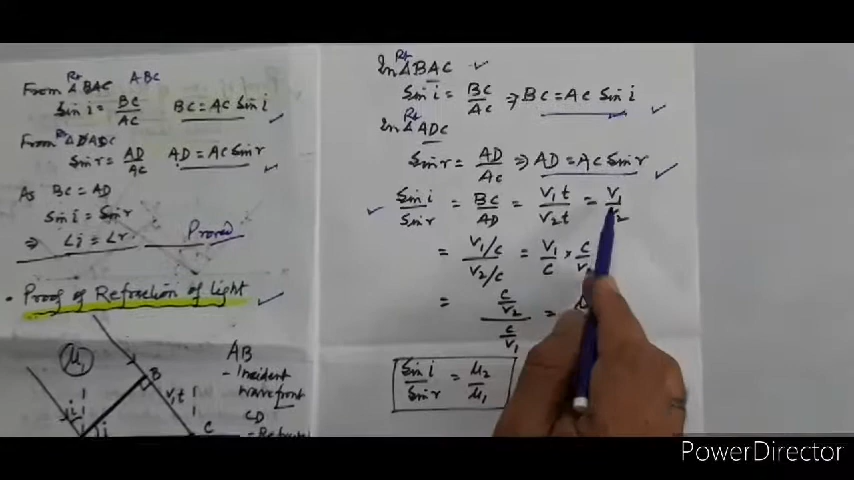 From Rt △BAC ABC
Sin i = BC/AC BC = AC Sin i
From Rt △DADC
Sin r = AD/AC AD = AC Sin r
As BC = AD
Sin i = Sin r
⇒ ∠i = ∠r Proved
• Proof of Refraction of light
μ1
B
v1t
i
i
C
AB
- Incident
wavefront
CD
In Rt △BAC
Sin i = BC/AC ⇒ BC = AC Sin i
In Rt △ADC
Sin r = AD/AC ⇒ AD = AC Sin r
Sin i/Sin r = BC/AD = v1t/v2t = v1/v2
= v1/c / v2/c = v1/c × c/v
= c/v2 / c/v1 =
Sin i/Sin r = μ2/μ1
PowerDirector